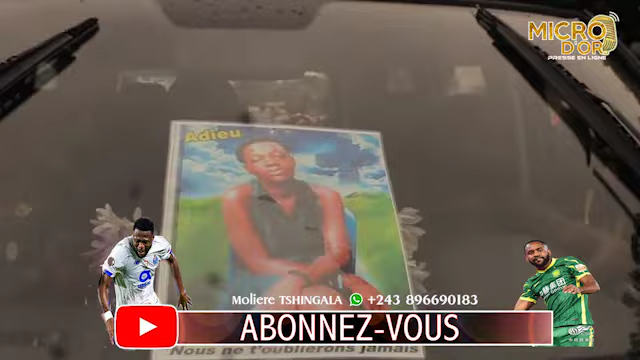 MICRO
D'OR
PRESSE EN LIGNE
Adieu
Moliere TSHINGALA +243 896690183
ABONNEZ-VOUS
Nous ne t'oublierons jamais